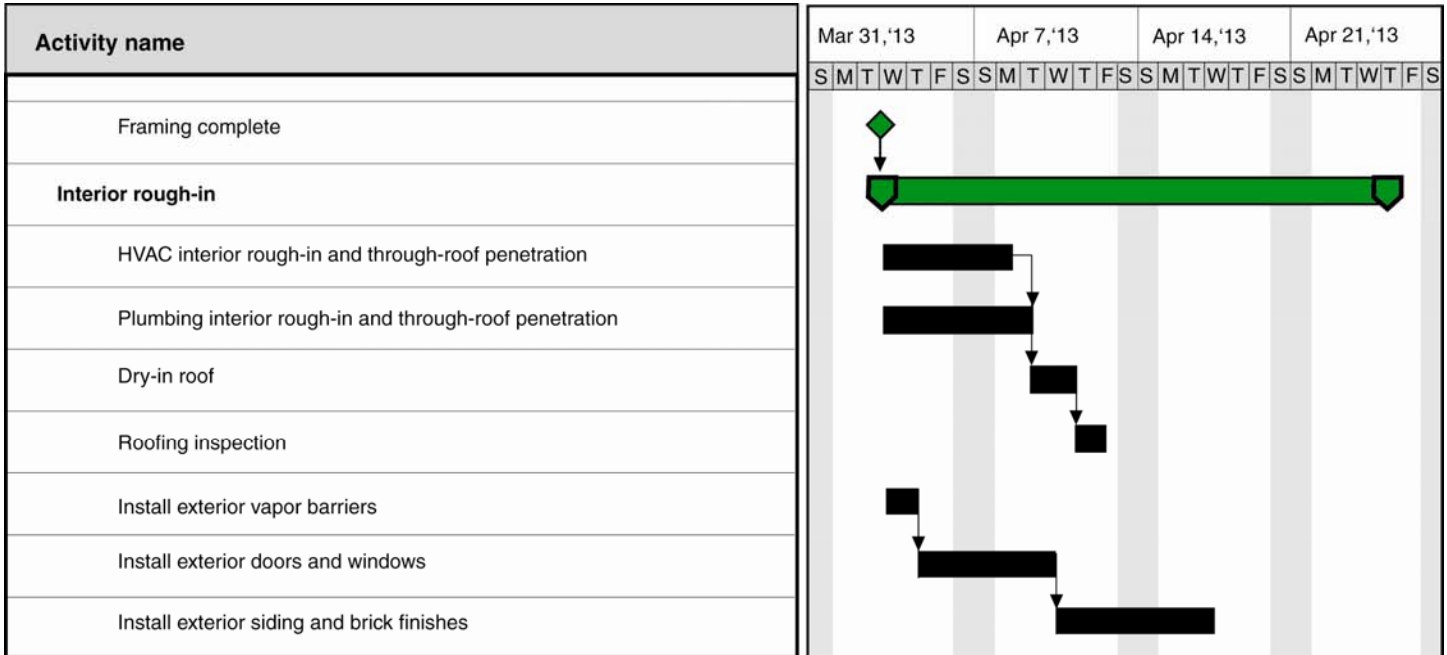 Activity name
Mar 31,‘13 Apr 7,‘13 Apr 14,‘13 Apr 21,‘13
S M T W T F S S M T W T F S S M T W T F S S M T W T F S
Framing complete
Interior rough-in
HVAC interior rough-in and through-roof penetration
Plumbing interior rough-in and through-roof penetration
Dry-in roof
Roofing inspection
Install exterior vapor barriers
Install exterior doors and windows
Install exterior siding and brick finishes